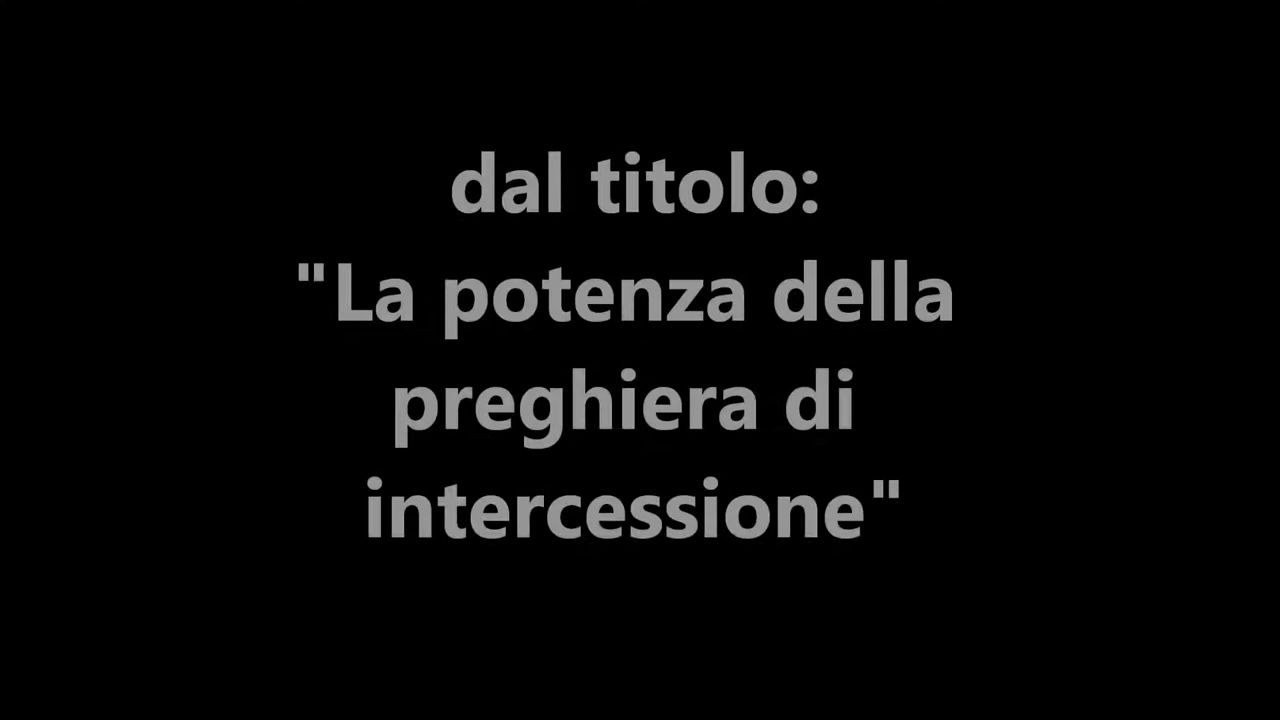 dal titolo:
"La potenza della
preghiera di
intercessione"